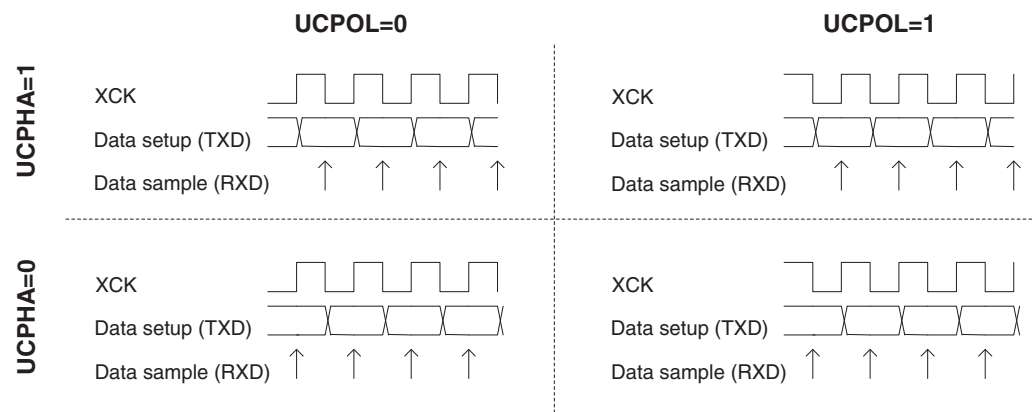 UCPOL=0
UCPOL=1
UCPHA=1
XCK
Data setup (TXD)
Data sample (RXD)
XCK
Data setup (TXD)
Data sample (RXD)
UCPHA=0
XCK
Data setup (TXD)
Data sample (RXD)
XCK
Data setup (TXD)
Data sample (RXD)